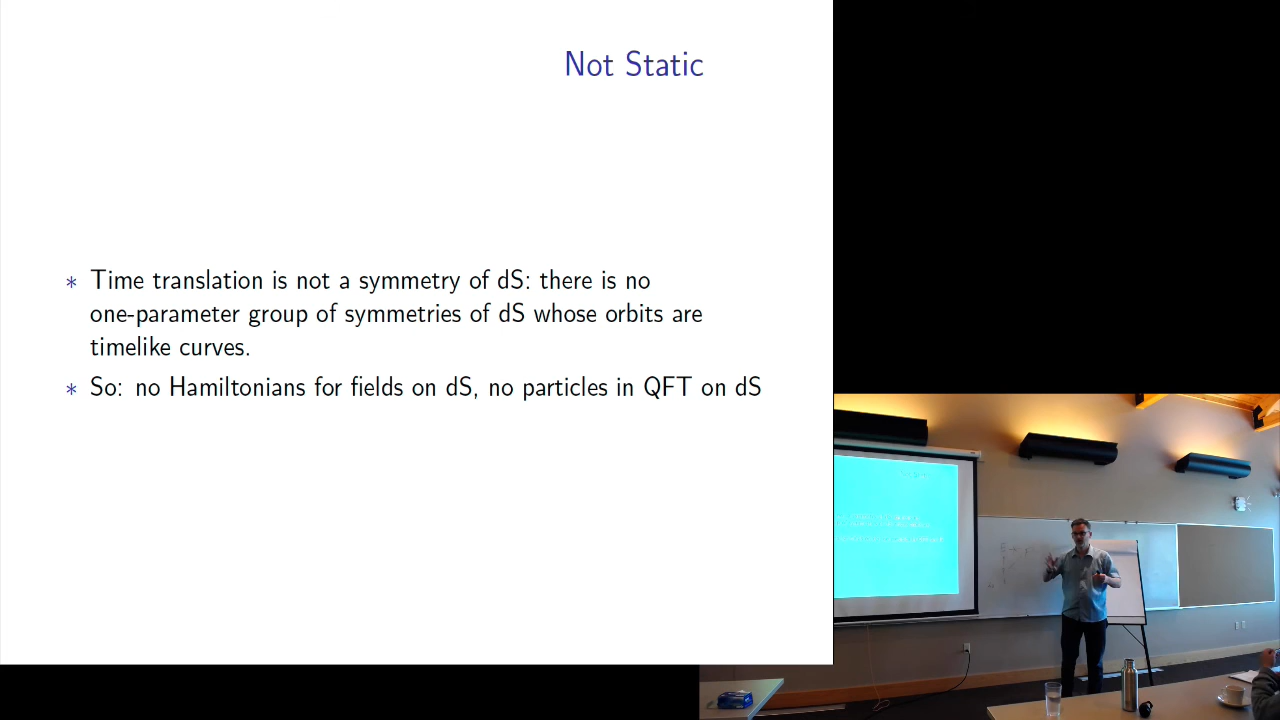 Not Static
* Time translation is not a symmetry of dS: there is no
one-parameter group of symmetries of dS whose orbits are
timelike curves.
* So: no Hamiltonians for fields on dS, no particles in QFT on dS